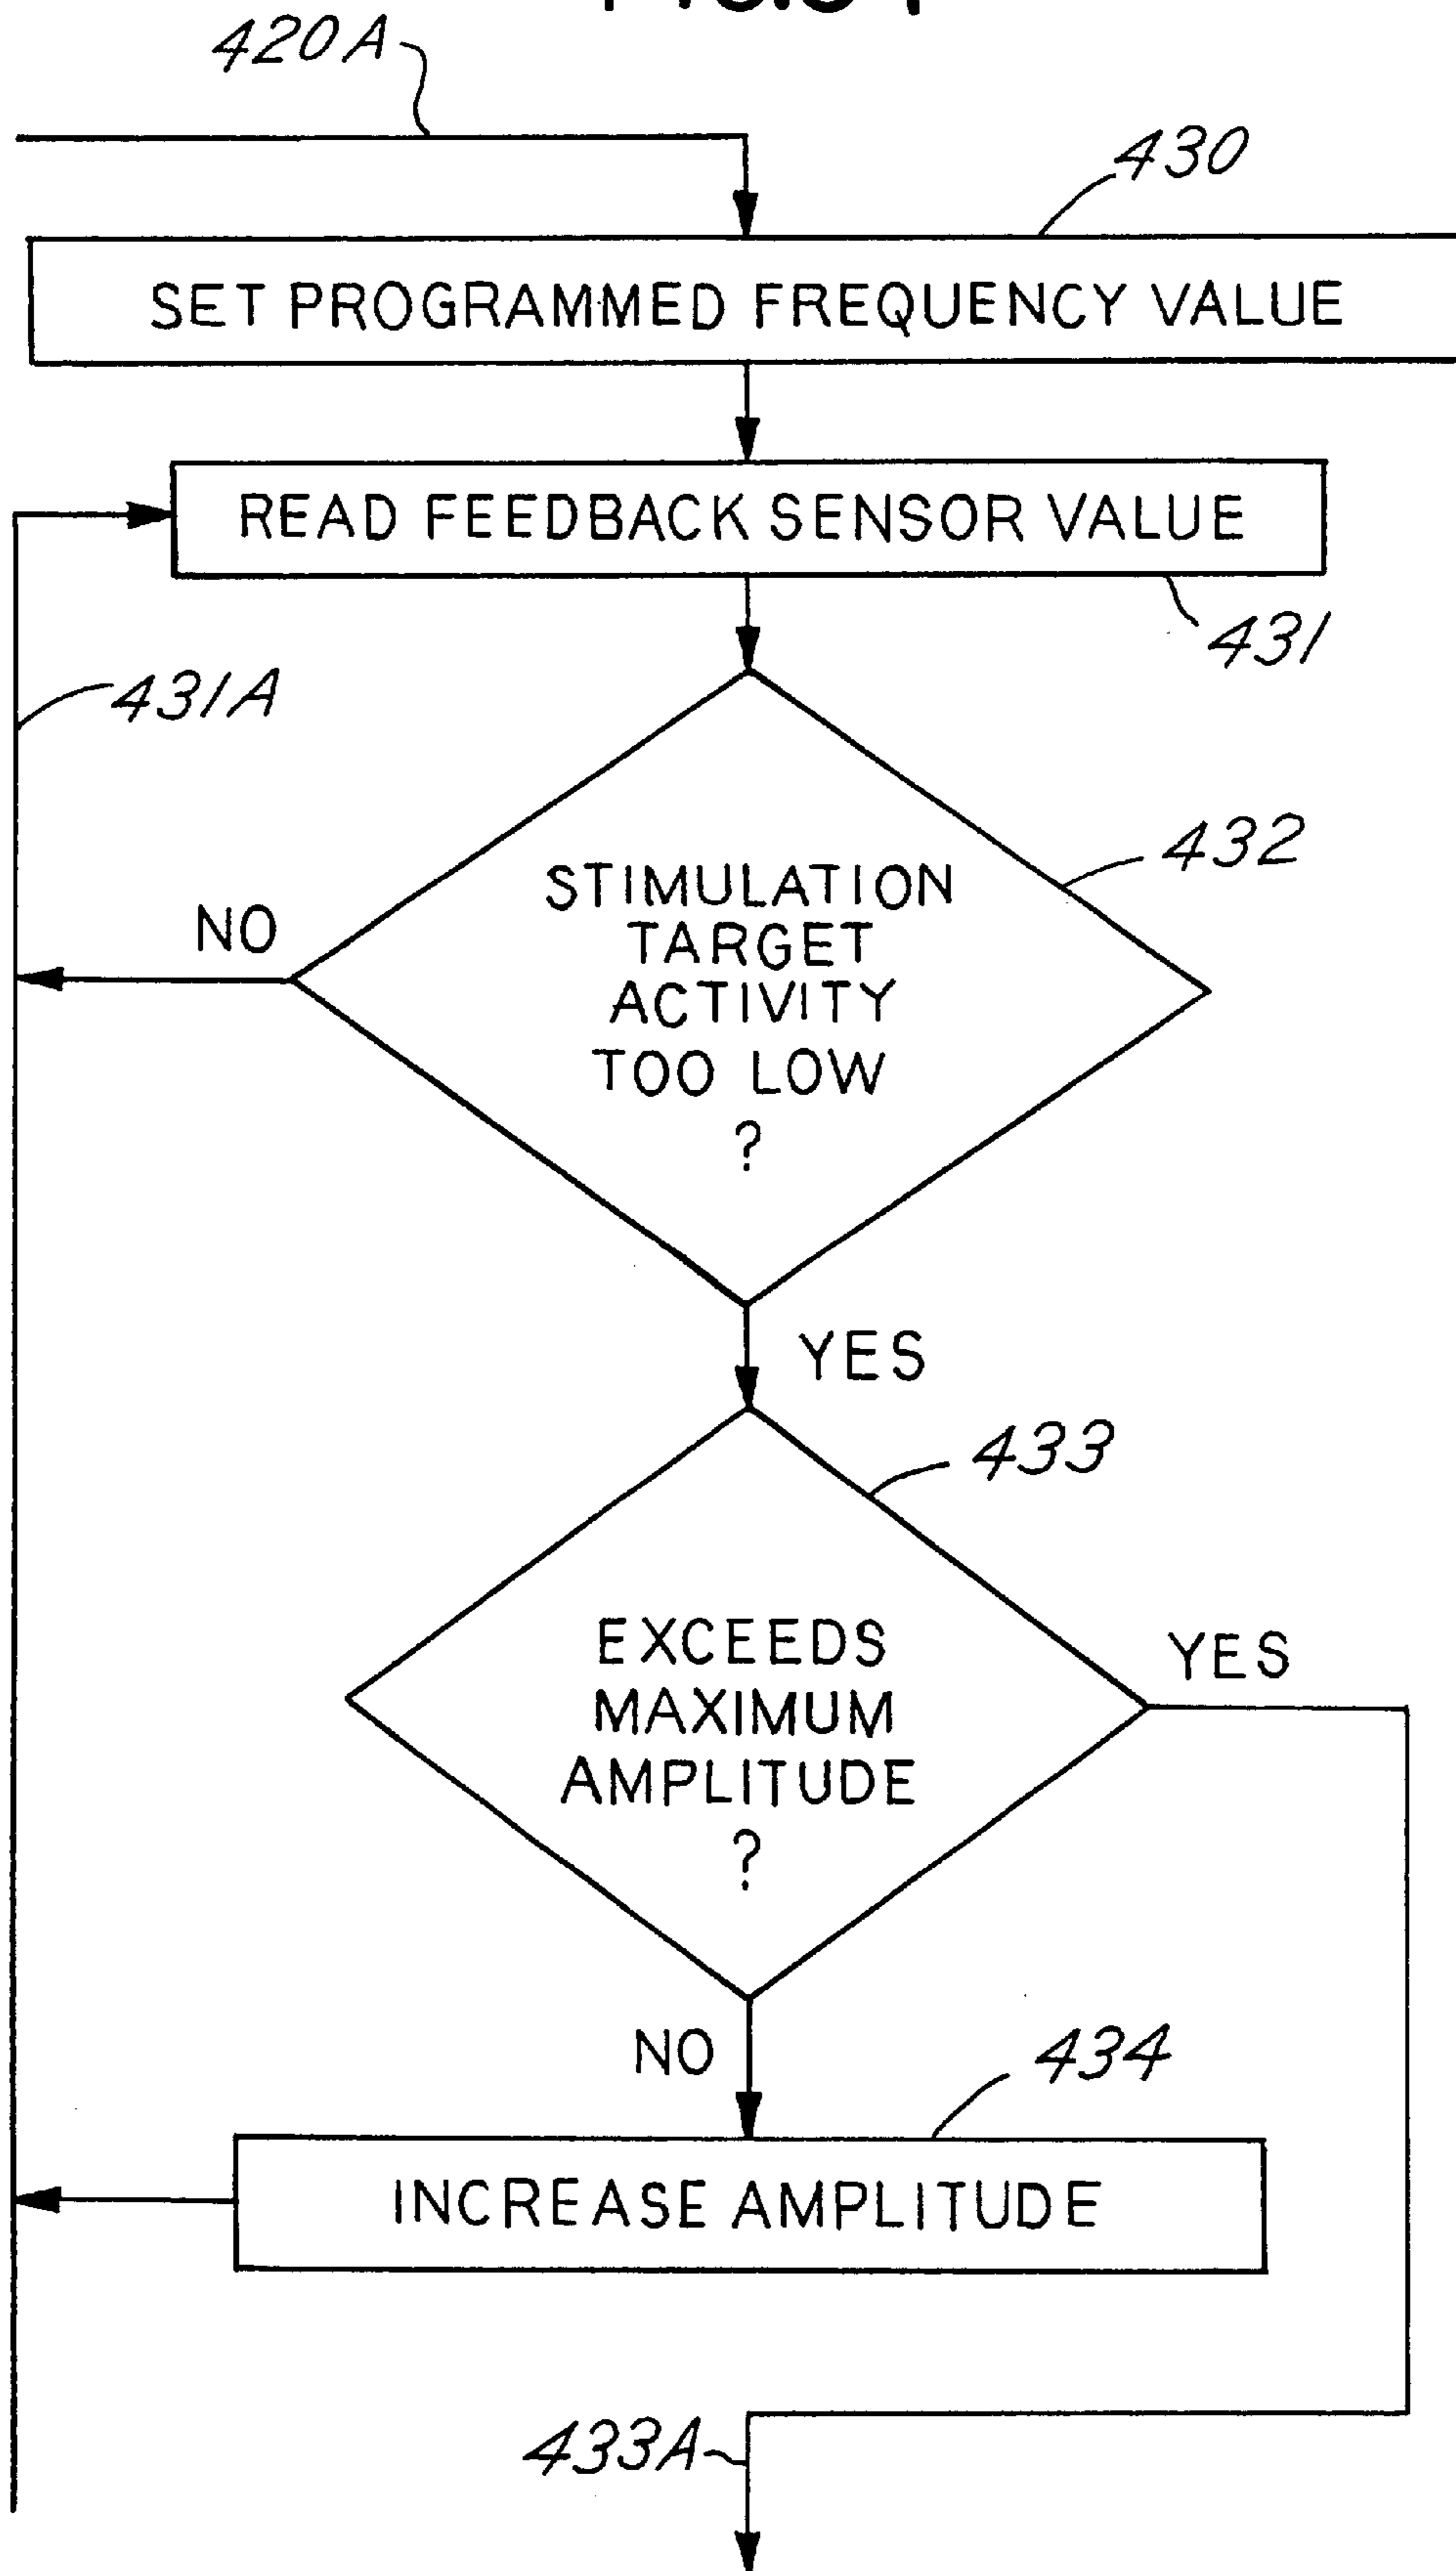 420A
430
SET PROGRAMMED FREQUENCY VALUE
READ FEEDBACK SENSOR VALUE
431
431A
432
STIMULATION
TARGET
ACTIVITY
TOO LOW
?
NO
YES
433
EXCEEDS
MAXIMUM
AMPLITUDE
?
YES
NO
434
INCREASE AMPLITUDE
433A